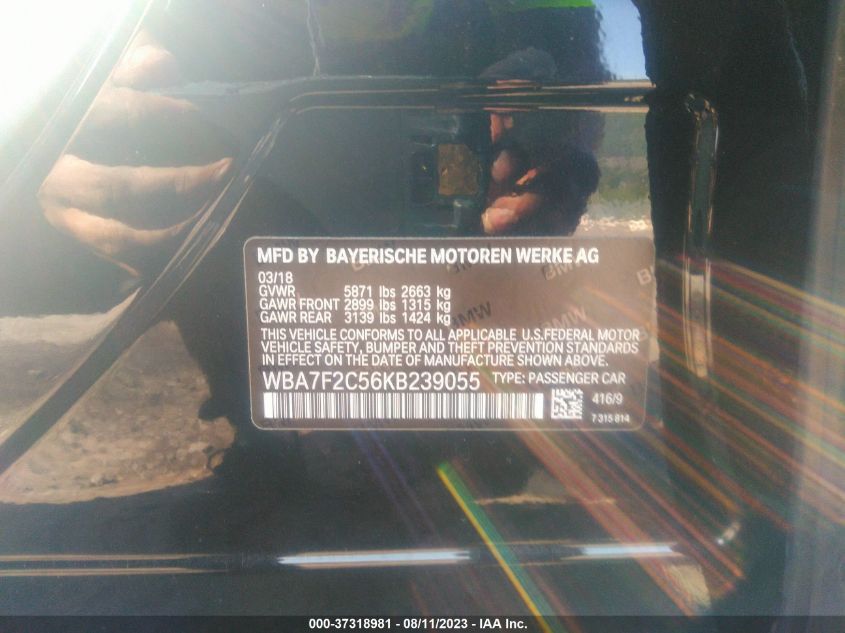 MFD BY BAYERISCHE MOTOREN WERKE AG
03/18
GVWR 5871 lbs 2663 kg
GAWR FRONT 2899 lbs 1315 kg
GAWR REAR 3139 lbs 1424 kg
THIS VEHICLE CONFORMS TO ALL APPLICABLE U.S.FEDERAL MOTOR
VEHICLE SAFETY, BUMPER AND THEFT PREVENTION STANDARDS
IN EFFECT ON THE DATE OF MANUFACTURE SHOWN ABOVE.
WBA7F2C56KB239055 TYPE: PASSENGER CAR
416/9
7315814
000-37318981 - 08/11/2023 - IAA Inc.